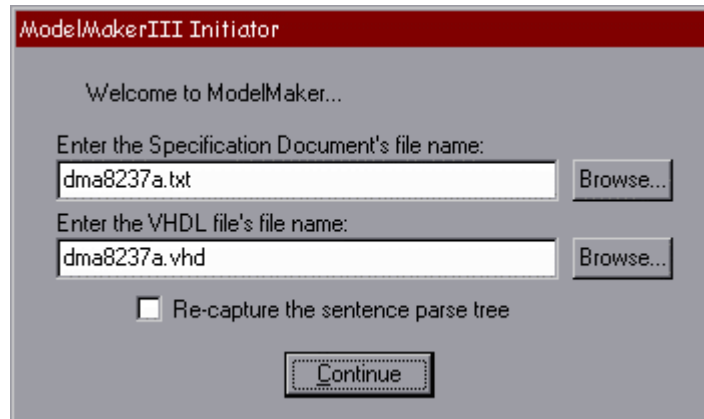 ModelMakerIII Initiator
Welcome to ModelMaker...
Enter the Specification Document's file name:
dma8237a.txt Browse...
Enter the VHDL file's file name:
dma8237a.vhd Browse...
Re-capture the sentence parse tree
Continue